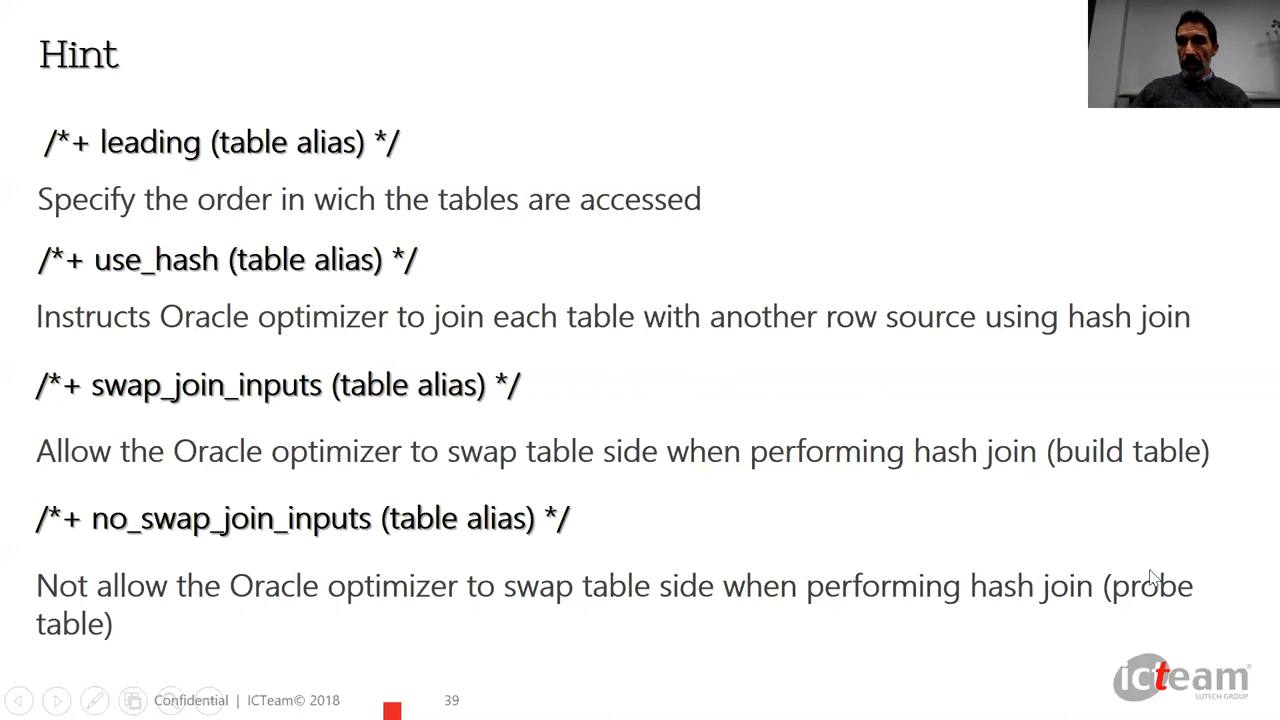 Hint
/*+ leading (table alias) */
Specify the order in wich the tables are accessed
/*+ use_hash (table alias) */
Instructs Oracle optimizer to join each table with another row source using hash join
/*+ swap_join_inputs (table alias) */
Allow the Oracle optimizer to swap table side when performing hash join (build table)
/*+ no_swap_join_inputs (table alias) */
Not allow the Oracle optimizer to swap table side when performing hash join (probe
table)
icteam
LUTECH GROUP
Confidential | ICTeam© 2018
39